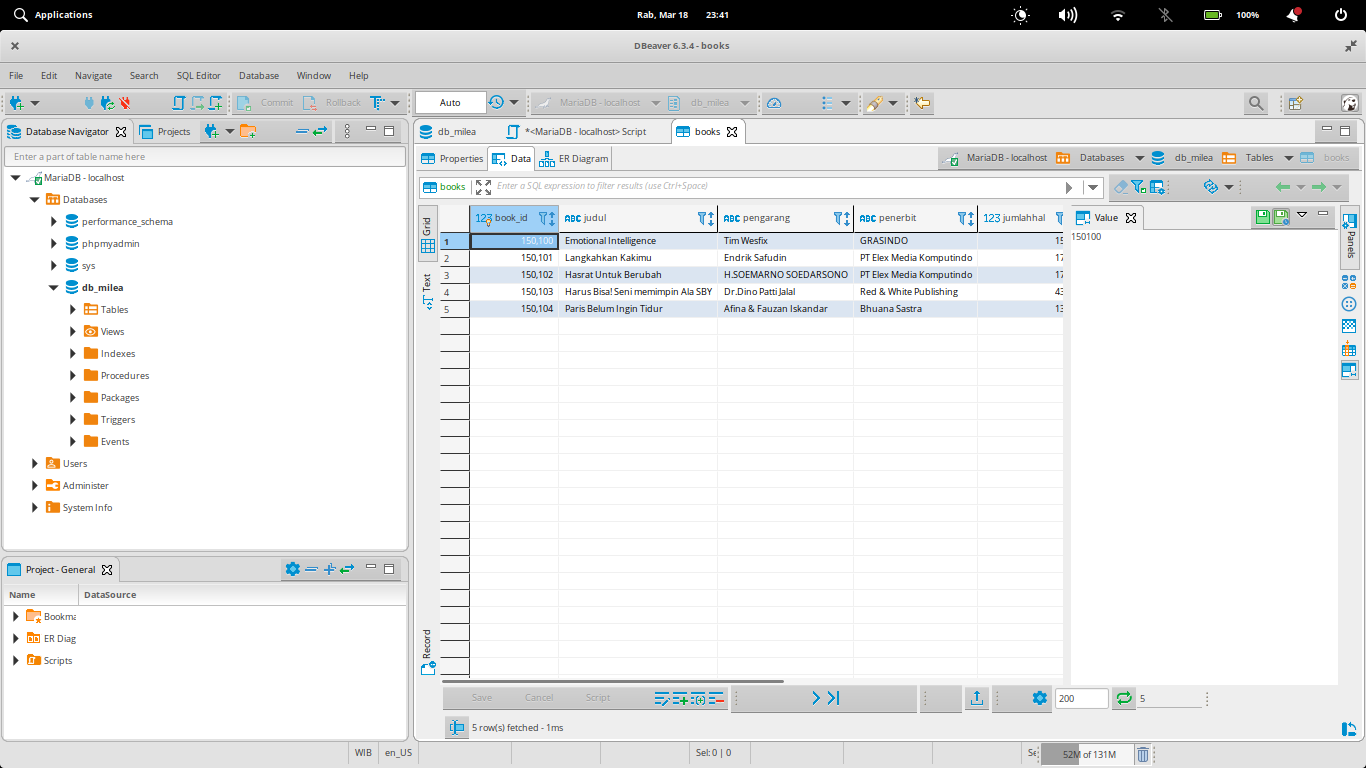 Applications
Rab, Mar 18 23:41
100%
DBeaver 6.3.4 - books
File Edit Navigate Search SQL Editor Database Window Help
Commit Rollback Auto MariaDB - localhost db_milea
Database Navigator Projects
Enter a part of table name here
MariaDB - localhost
Databases
performance_schema
phpmyadmin
sys
db_milea
Tables
Views
Indexes
Procedures
Packages
Triggers
Events
Users
Administer
System Info
Project - General
Name DataSource
Bookma
ER Diag
Scripts
db_milea *<MariaDB - localhost> Script books
Properties Data ER Diagram MariaDB - localhost Databases db_milea Tables books
books Enter a SQL expression to filter results (use Ctrl+Space)
Grid
Text
Record
123 book_id ABC judul ABC pengarang ABC penerbit 123 jumlahhal
1 150,100 Emotional Intelligence Tim Wesfix GRASINDO 15
2 150,101 Langkahkan Kakimu Endrik Safudin PT Elex Media Komputindo 17
3 150,102 Hasrat Untuk Berubah H.SOEMARNO SOEDARSONO PT Elex Media Komputindo 17
4 150,103 Harus Bisa! Seni memimpin Ala SBY Dr.Dino Patti Jalal Red & White Publishing 43
5 150,104 Paris Belum Ingin Tidur Afina & Fauzan Iskandar Bhuana Sastra 13
Value
150100
Panels
Save Cancel Script 200 5
5 row(s) fetched - 1ms
WIB en_US Sel: 0 | 0 Se 52M of 131M